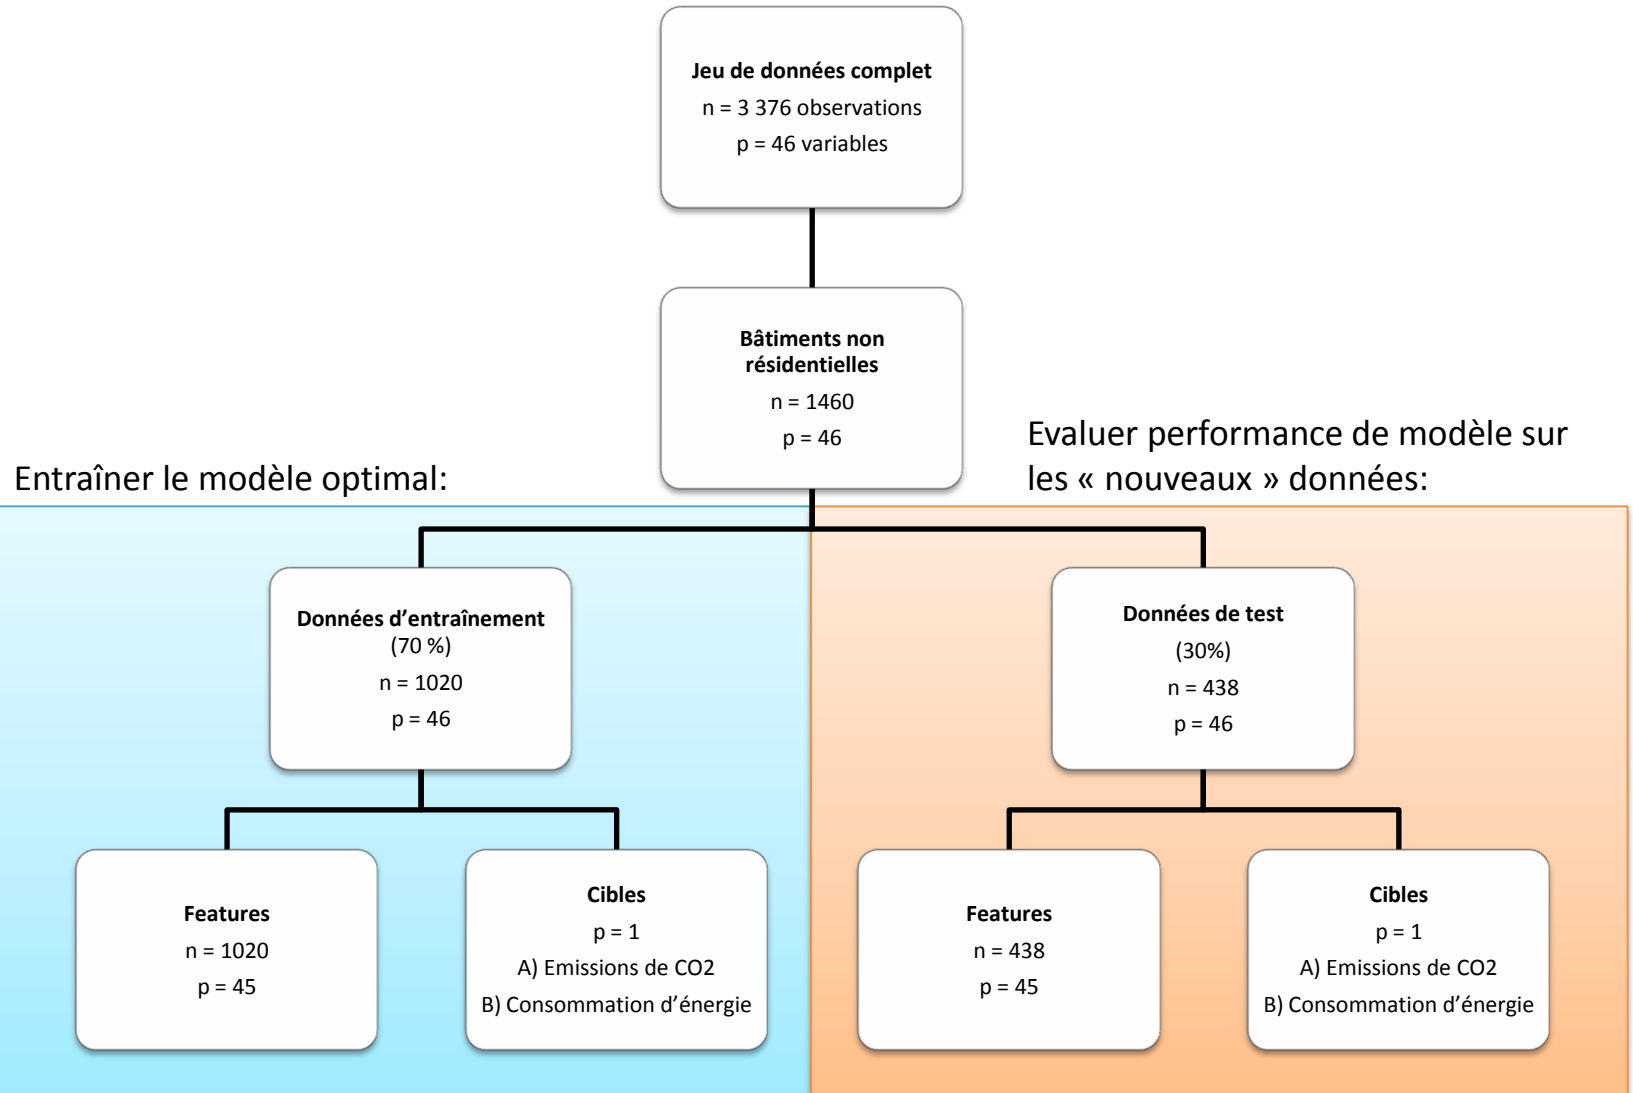 Jeu de données complet
n = 3 376 observations
p = 46 variables
Bâtiments non
résidentielles
n = 1460
p = 46
Entraîner le modèle optimal:
Evaluer performance de modèle sur
les « nouveaux » données:
Données d’entraînement
(70 %)
n = 1020
p = 46
Données de test
(30%)
n = 438
p = 46
Features
n = 1020
p = 45
Cibles
p = 1
A) Emissions de CO2
B) Consommation d’énergie
Features
n = 438
p = 45
Cibles
p = 1
A) Emissions de CO2
B) Consommation d’énergie